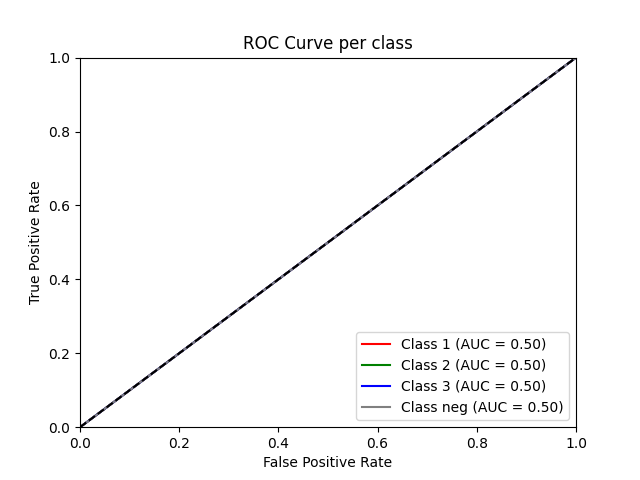 ROC Curve per class
True Positive Rate
1.0
0.8
0.6
0.4
0.2
0.0
Class 1 (AUC = 0.50)
Class 2 (AUC = 0.50)
Class 3 (AUC = 0.50)
Class neg (AUC = 0.50)
0.0 0.2 0.4 0.6 0.8 1.0
False Positive Rate